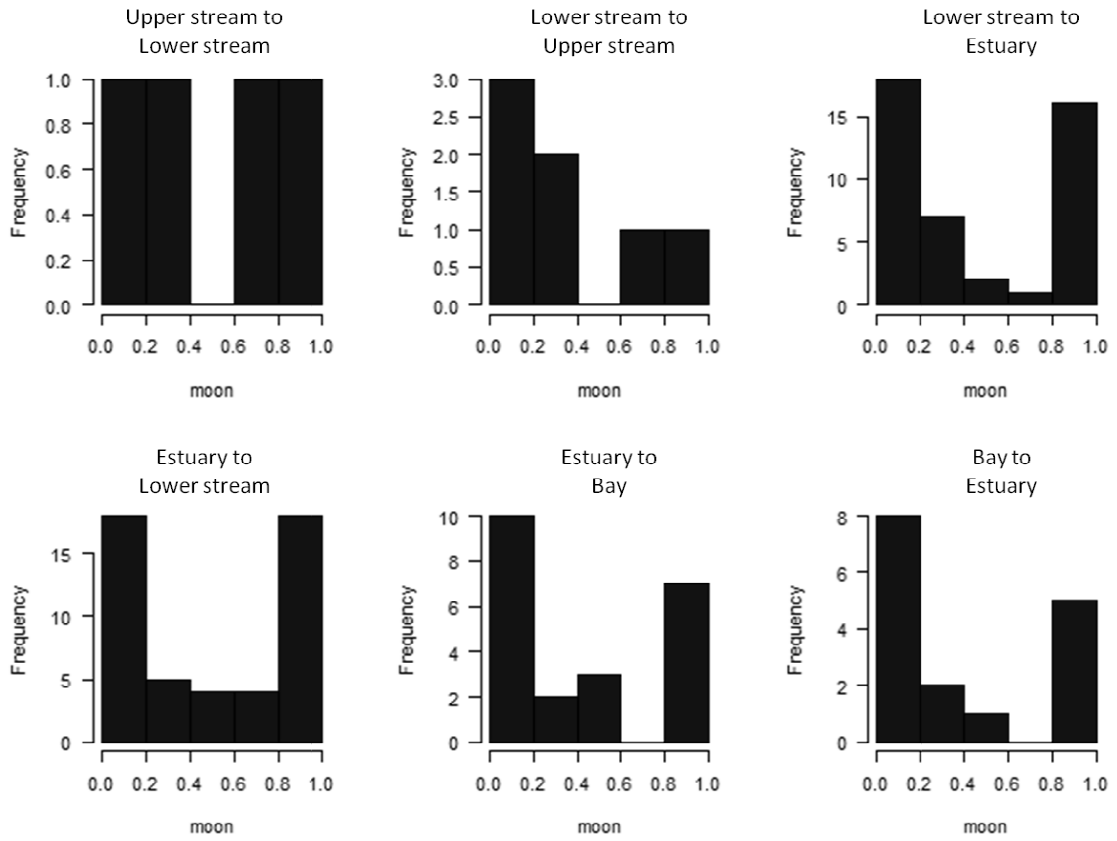 Upper stream to
Lower stream
Frequency
1.0
0.8
0.6
0.4
0.2
0.0
0.0 0.2 0.4 0.6 0.8 1.0
moon
Lower stream to
Upper stream
Frequency
3.0
2.5
2.0
1.5
1.0
0.5
0.0
0.0 0.2 0.4 0.6 0.8 1.0
moon
Lower stream to
Estuary
Frequency
15
10
5
0
0.0 0.2 0.4 0.6 0.8 1.0
moon
Estuary to
Lower stream
Frequency
15
10
5
0
0.0 0.2 0.4 0.6 0.8 1.0
moon
Estuary to
Bay
Frequency
10
8
6
4
2
0
0.0 0.2 0.4 0.6 0.8 1.0
moon
Bay to
Estuary
Frequency
8
6
4
2
0
0.0 0.2 0.4 0.6 0.8 1.0
moon